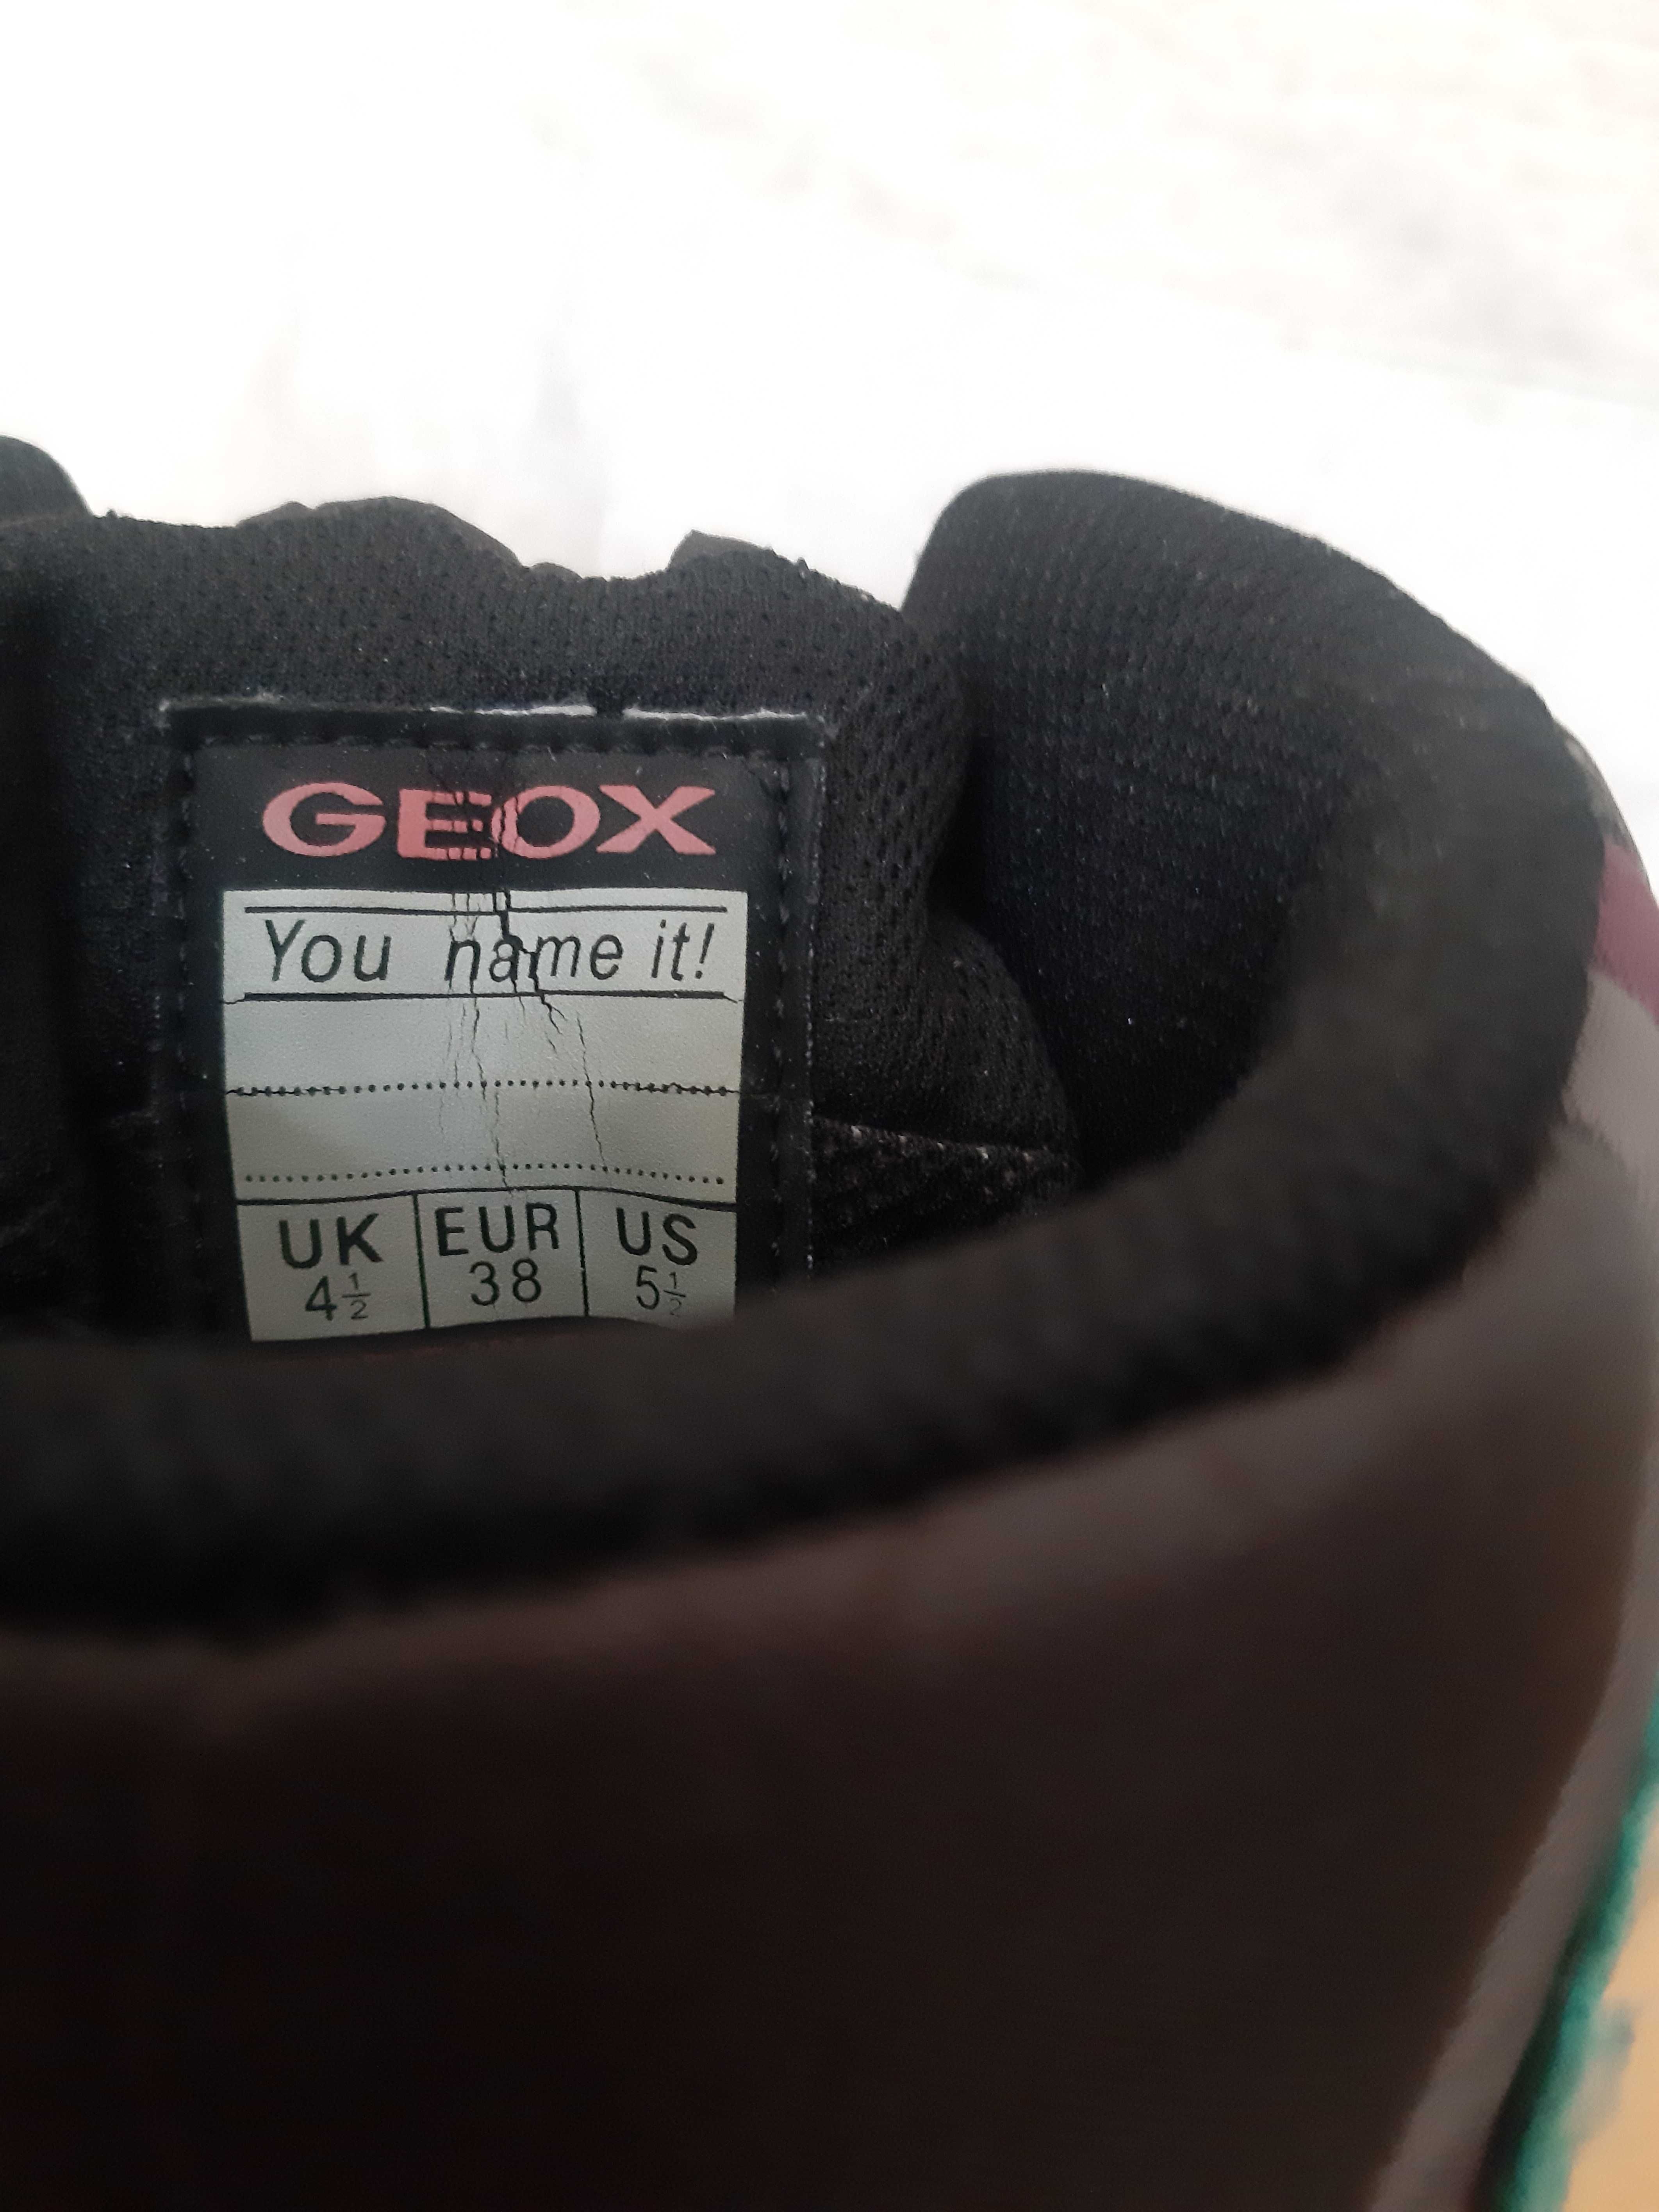 GEOX
You name it!
UK EUR US
4½ 38 5½